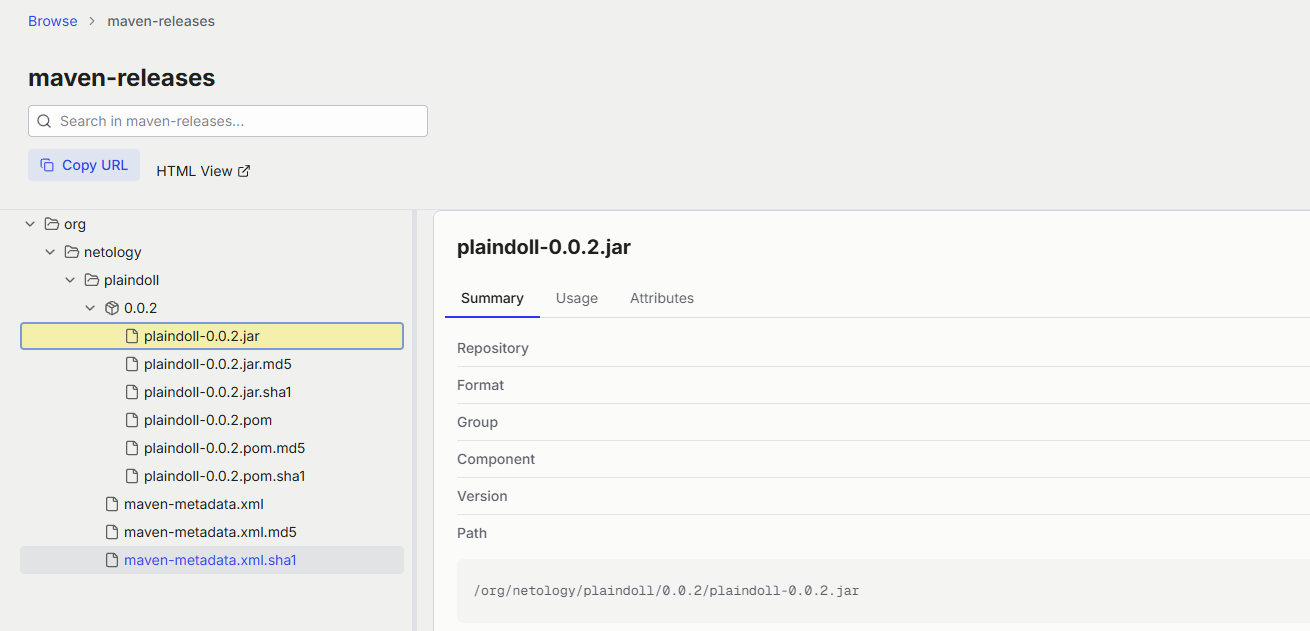 Browse > maven-releases
maven-releases
Search in maven-releases...
Copy URL
HTML View
org
netology
plaindoll
0.0.2
plaindoll-0.0.2.jar
plaindoll-0.0.2.jar.md5
plaindoll-0.0.2.jar.sha1
plaindoll-0.0.2.pom
plaindoll-0.0.2.pom.md5
plaindoll-0.0.2.pom.sha1
maven-metadata.xml
maven-metadata.xml.md5
maven-metadata.xml.sha1
plaindoll-0.0.2.jar
Summary Usage Attributes
Repository
Format
Group
Component
Version
Path
/org/netology/plaindoll/0.0.2/plaindoll-0.0.2.jar